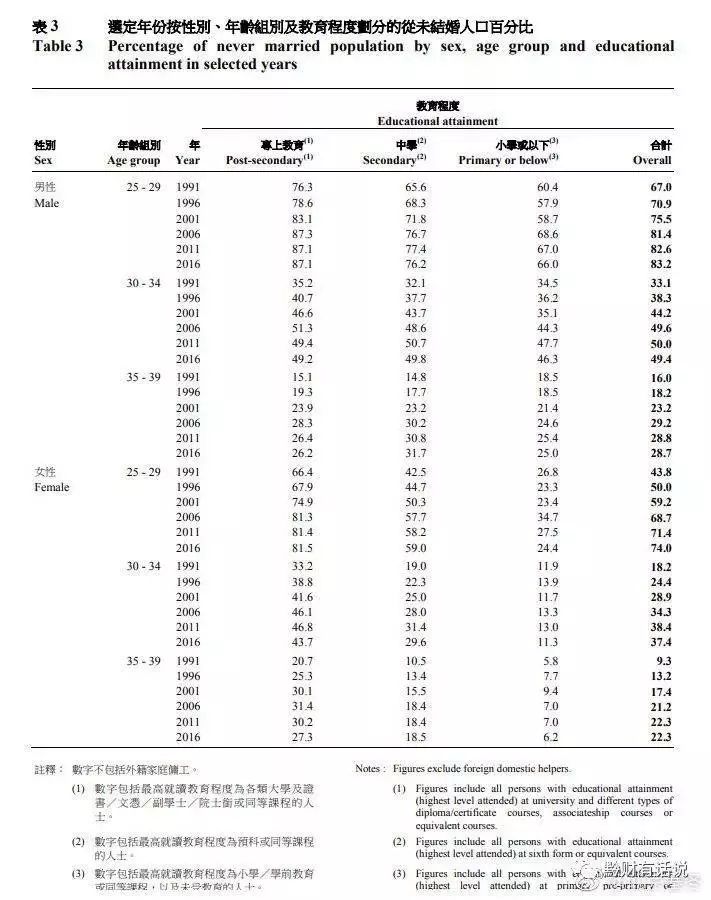 表 3 選定年份按性別、年齡組別及教育程度劃分的從未結婚人口百分比
Table 3 Percentage of never married population by sex, age group and educational
attainment in selected years
教育程度
Educational attainment
性別 年齡組別 年 專上教育(1) 中學(2) 小學或以下(3) 合計
Sex Age group Year Post-secondary(1) Secondary(2) Primary or below(3) Overall
男性 25 - 29 1991 76.3 65.6 60.4 67.0
Male 1996 78.6 68.3 57.9 70.9
2001 83.1 71.8 58.7 75.5
2006 87.3 76.7 68.6 81.4
2011 87.1 77.4 67.0 82.6
2016 87.1 76.2 66.0 83.2
30 - 34 1991 35.2 32.1 34.5 33.1
1996 40.7 37.7 36.2 38.3
2001 46.6 43.7 35.1 44.2
2006 51.3 48.6 44.3 49.6
2011 49.4 50.7 47.7 50.0
2016 49.2 49.8 46.3 49.4
35 - 39 1991 15.1 14.8 18.5 16.0
1996 19.3 17.7 18.5 18.2
2001 23.9 23.2 21.4 23.2
2006 28.3 30.2 24.6 29.2
2011 26.4 30.8 25.4 28.8
2016 26.2 31.7 25.0 28.7
女性 25 - 29 1991 66.4 42.5 26.8 43.8
Female 1996 67.9 44.7 23.3 50.0
2001 74.9 50.3 23.4 59.2
2006 81.3 57.7 34.7 68.7
2011 81.4 58.2 27.5 71.4
2016 81.5 59.0 24.4 74.0
30 - 34 1991 33.2 19.0 11.9 18.2
1996 38.8 22.3 13.9 24.4
2001 41.6 25.0 11.7 28.9
2006 46.1 28.0 13.3 34.3
2011 46.8 31.4 13.0 38.4
2016 43.7 29.6 11.3 37.4
35 - 39 1991 20.7 10.5 5.8 9.3
1996 25.3 13.4 7.7 13.2
2001 30.1 15.5 9.4 17.4
2006 31.4 18.4 7.0 21.2
2011 30.2 18.4 7.0 22.3
2016 27.3 18.5 6.2 22.3
註釋： 數字不包括外籍家庭傭工。
(1) 數字包括最高就讀教育程度為各類大學及證
書／文憑／副學士／院士銜或同等課程的人
士。
(2) 數字包括最高就讀教育程度為預科或同等課程
的人士。
(3) 數字包括最高就讀教育程度為小學／學前教育
或同等課程，以及未受教育的人士。
Notes : Figures exclude foreign domestic helpers.
(1) Figures include all persons with educational attainment
(highest level attended) at university and different types of
diploma/certificate courses, associateship courses or
equivalent courses.
(2) Figures include all persons with educational attainment
(highest level attended) at sixth form or equivalent courses.
(3) Figures include all persons with
(highest level attended) at primary/pre-primary or
黔财有话说